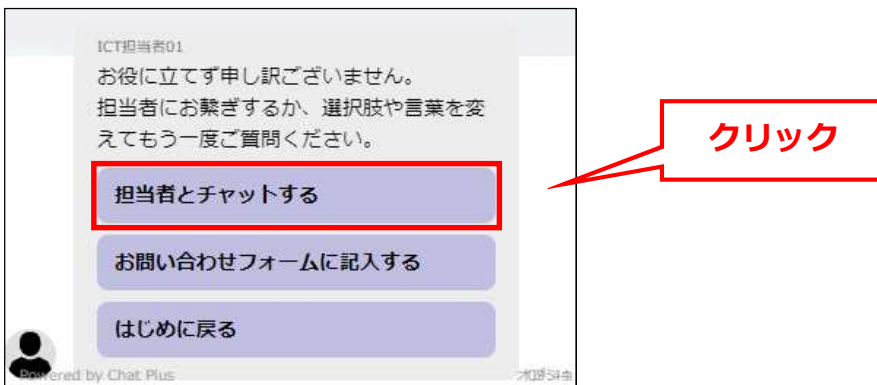 ICT担当者01
お役に立てず申し訳ございません。
担当者にお繋ぎするか、選択肢や言葉を変
えてもう一度ご質問ください。
担当者とチャットする
クリック
お問い合わせフォームに記入する
はじめに戻る
Powered by Chat Plus